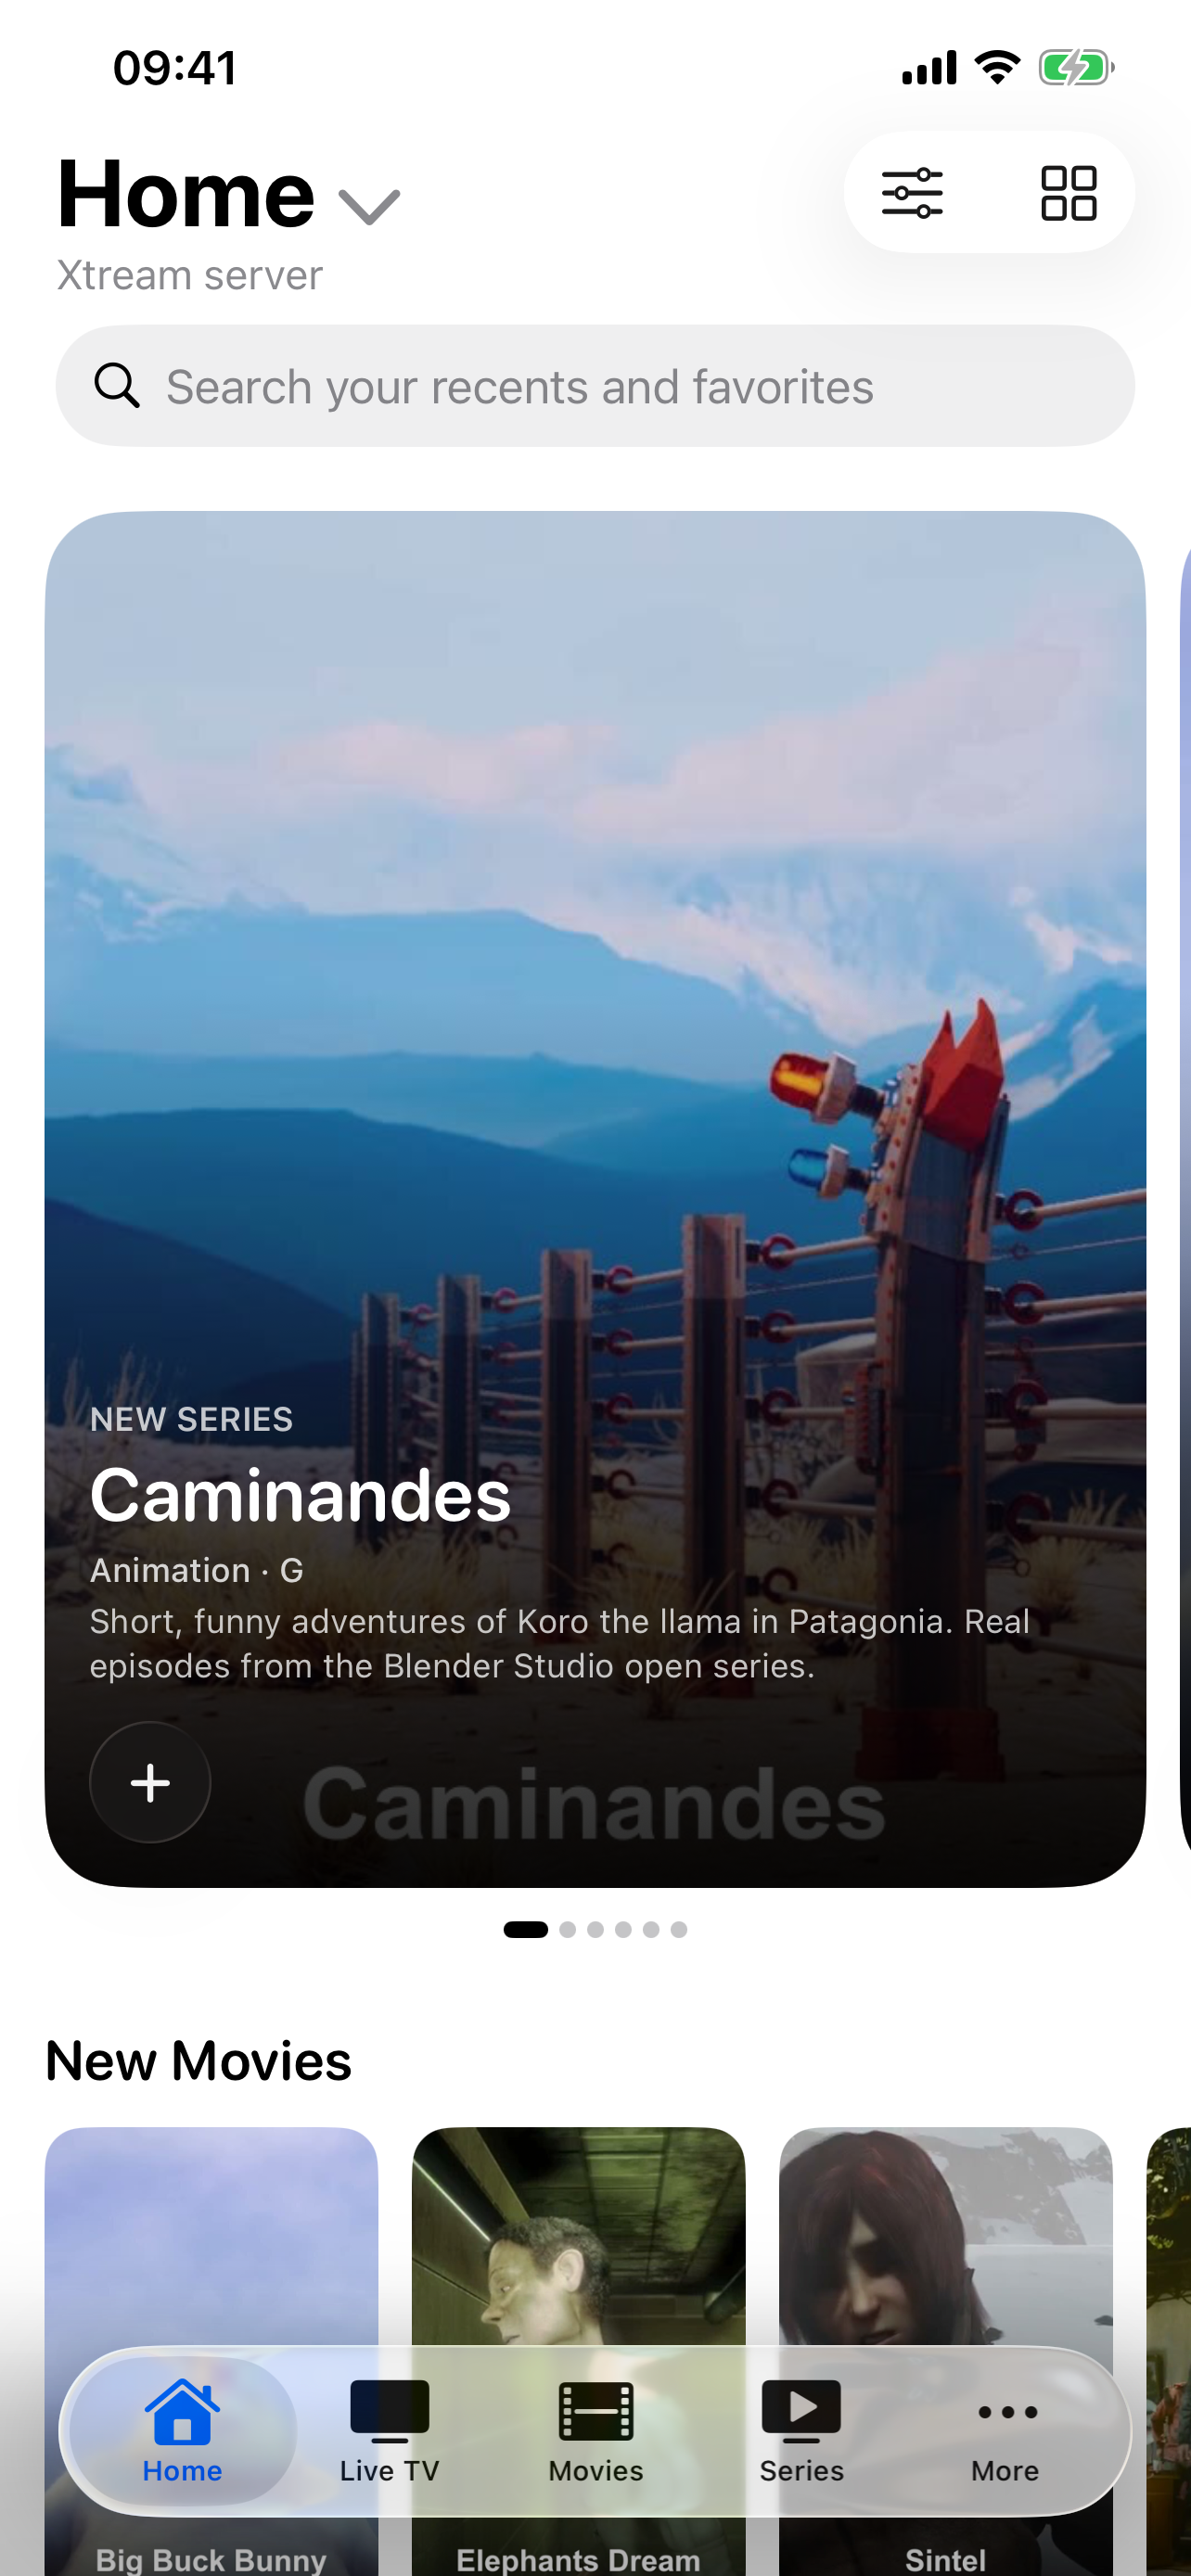 09:41
Home
Xtream server
Search your recents and favorites
NEW SERIES
Caminandes
Animation · G
Short, funny adventures of Koro the llama in Patagonia. Real
episodes from the Blender Studio open series.
Caminandes
New Movies
Home
Live TV
Movies
Series
More
Big Buck Bunny
Elephants Dream
Sintel